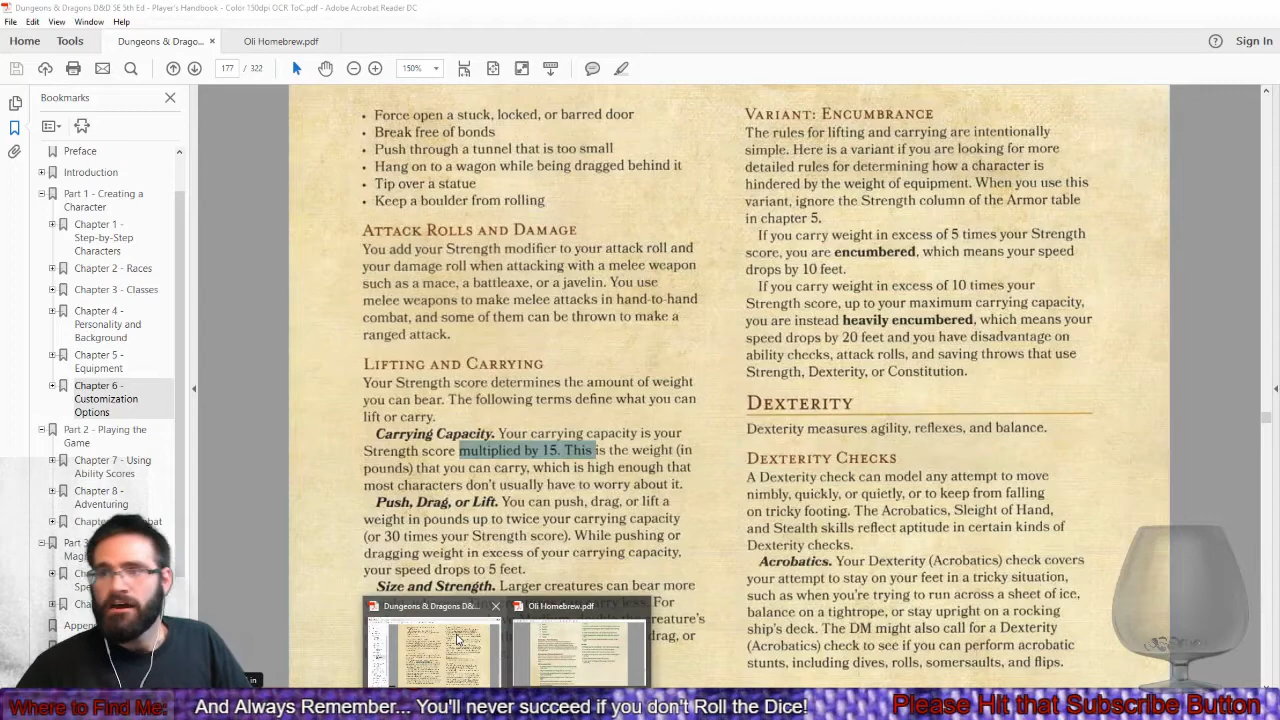 Dungeons & Dragons D&D 5E 5th Ed - Player's Handbook - Color 150dpi OCR ToC.pdf - Adobe Acrobat Reader DC
File Edit View Window Help
Home Tools Dungeons & Drago... × Oli Homebrew.pdf Sign In
177 / 322 150%
Bookmarks
Preface
Introduction
Part 1 - Creating a
Character
Chapter 1 -
Step-by-Step
Characters
Chapter 2 - Races
Chapter 3 - Classes
Chapter 4 -
Personality and
Background
Chapter 5 -
Equipment
Chapter 6 -
Customization
Options
Part 2 - Playing the
Game
Chapter 7 - Using
Ability Scores
Chapter 8 -
Adventuring
• Force open a stuck, locked, or barred door
• Break free of bonds
• Push through a tunnel that is too small
• Hang on to a wagon while being dragged behind it
• Tip over a statue
• Keep a boulder from rolling
Attack Rolls and Damage
You add your Strength modifier to your attack roll and
your damage roll when attacking with a melee weapon
such as a mace, a battleaxe, or a javelin. You use
melee weapons to make melee attacks in hand-to-hand
combat, and some of them can be thrown to make a
ranged attack.
Lifting and Carrying
Your Strength score determines the amount of weight
you can bear. The following terms define what you can
lift or carry.
Carrying Capacity. Your carrying capacity is your
Strength score multiplied by 15. This is the weight (in
pounds) that you can carry, which is high enough that
most characters don't usually have to worry about it.
Push, Drag, or Lift. You can push, drag, or lift a
weight in pounds up to twice your carrying capacity
(or 30 times your Strength score). While pushing or
dragging weight in excess of your carrying capacity,
your speed drops to 5 feet.
Size and Strength. Larger creatures can bear more
For
creature's
drag, or
Dungeons & Dragons D&... × Oli Homebrew.pdf
Variant: Encumbrance
The rules for lifting and carrying are intentionally
simple. Here is a variant if you are looking for more
detailed rules for determining how a character is
hindered by the weight of equipment. When you use this
variant, ignore the Strength column of the Armor table
in chapter 5.
If you carry weight in excess of 5 times your Strength
score, you are encumbered, which means your speed
drops by 10 feet.
If you carry weight in excess of 10 times your
Strength score, up to your maximum carrying capacity,
you are instead heavily encumbered, which means your
speed drops by 20 feet and you have disadvantage on
ability checks, attack rolls, and saving throws that use
Strength, Dexterity, or Constitution.
Dexterity
Dexterity measures agility, reflexes, and balance.
Dexterity Checks
A Dexterity check can model any attempt to move
nimbly, quickly, or quietly, or to keep from falling
on tricky footing. The Acrobatics, Sleight of Hand,
and Stealth skills reflect aptitude in certain kinds of
Dexterity checks.
Acrobatics. Your Dexterity (Acrobatics) check covers
your attempt to stay on your feet in a tricky situation,
such as when you're trying to run across a sheet of ice,
balance on a tightrope, or stay upright on a rocking
ship's deck. The DM might also call for a Dexterity
(Acrobatics) check to see if you can perform acrobatic
stunts, including dives, rolls, somersaults, and flips.
Where to Find Me: And Always Remember... You'll never succeed if you don't Roll the Dice! Please Hit that Subscribe Button